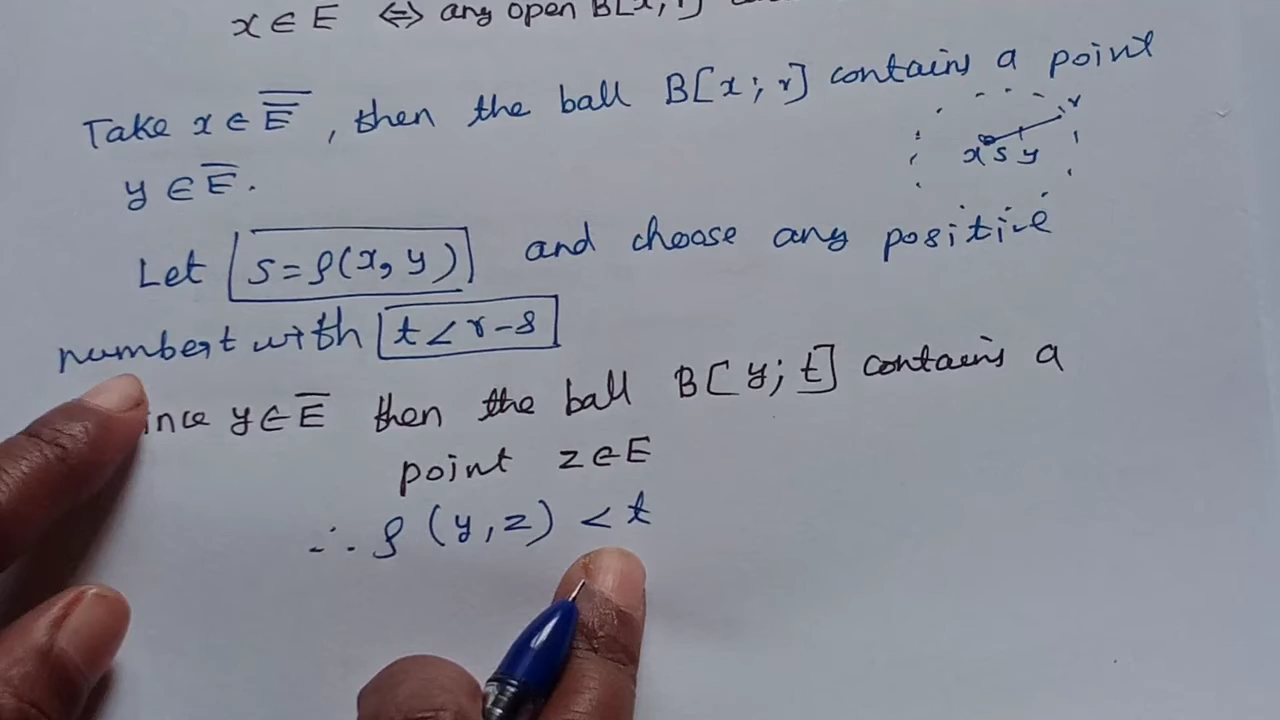 x ∈ E ⇔ any open B[x, r]
Take x ∈ E̿, then the ball B[x; r] contains a point
r
x s y
y ∈ E̅.
Let s = ρ(x, y) and choose any positive
number t with t < r - s
ince y ∈ E̅ then the ball B[y; t] contains a
point z ∈ E
∴ ρ(y, z) < t